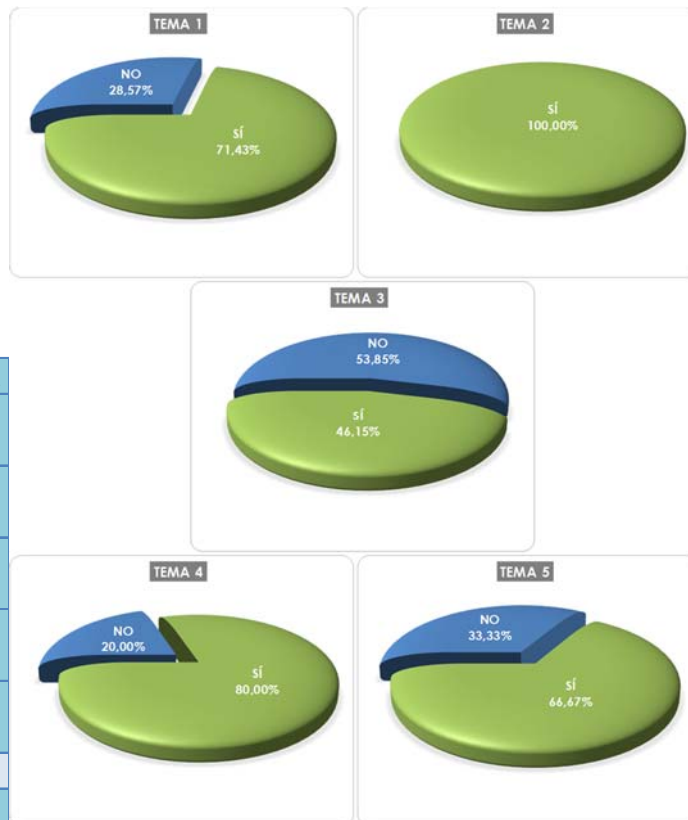 TEMA 1
NO
28,57%
SÍ
71,43%
TEMA 2
SÍ
100,00%
TEMA 3
NO
53,85%
SÍ
46,15%
TEMA 4
NO
20,00%
SÍ
80,00%
TEMA 5
NO
33,33%
SÍ
66,67%